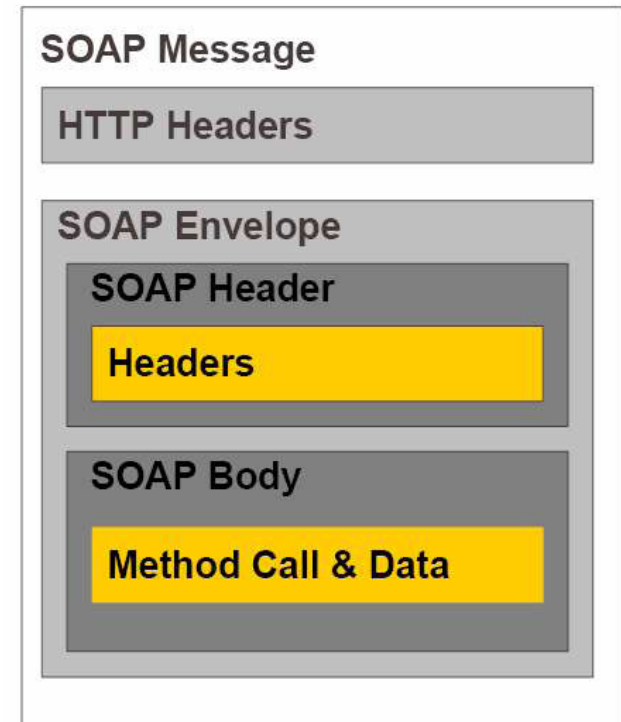 SOAP Message
HTTP Headers
SOAP Envelope
SOAP Header
Headers
SOAP Body
Method Call & Data